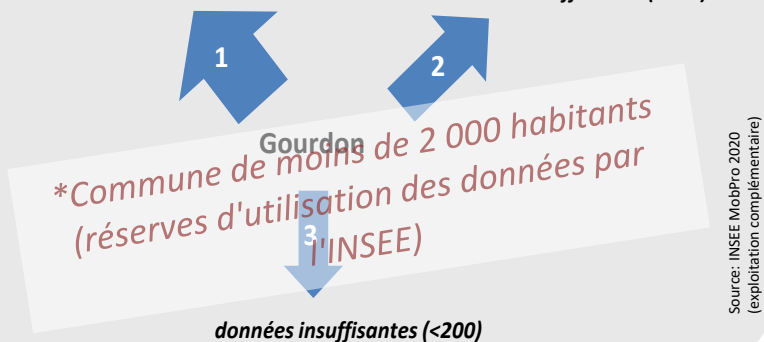 1
2
Gourdon
*Commune de moins de 2 000 habitants
(réserves d'utilisation des données par
l'INSEE)
3
données insuffisantes (<200)
Source: INSEE MobPro 2020
(exploitation complémentaire)